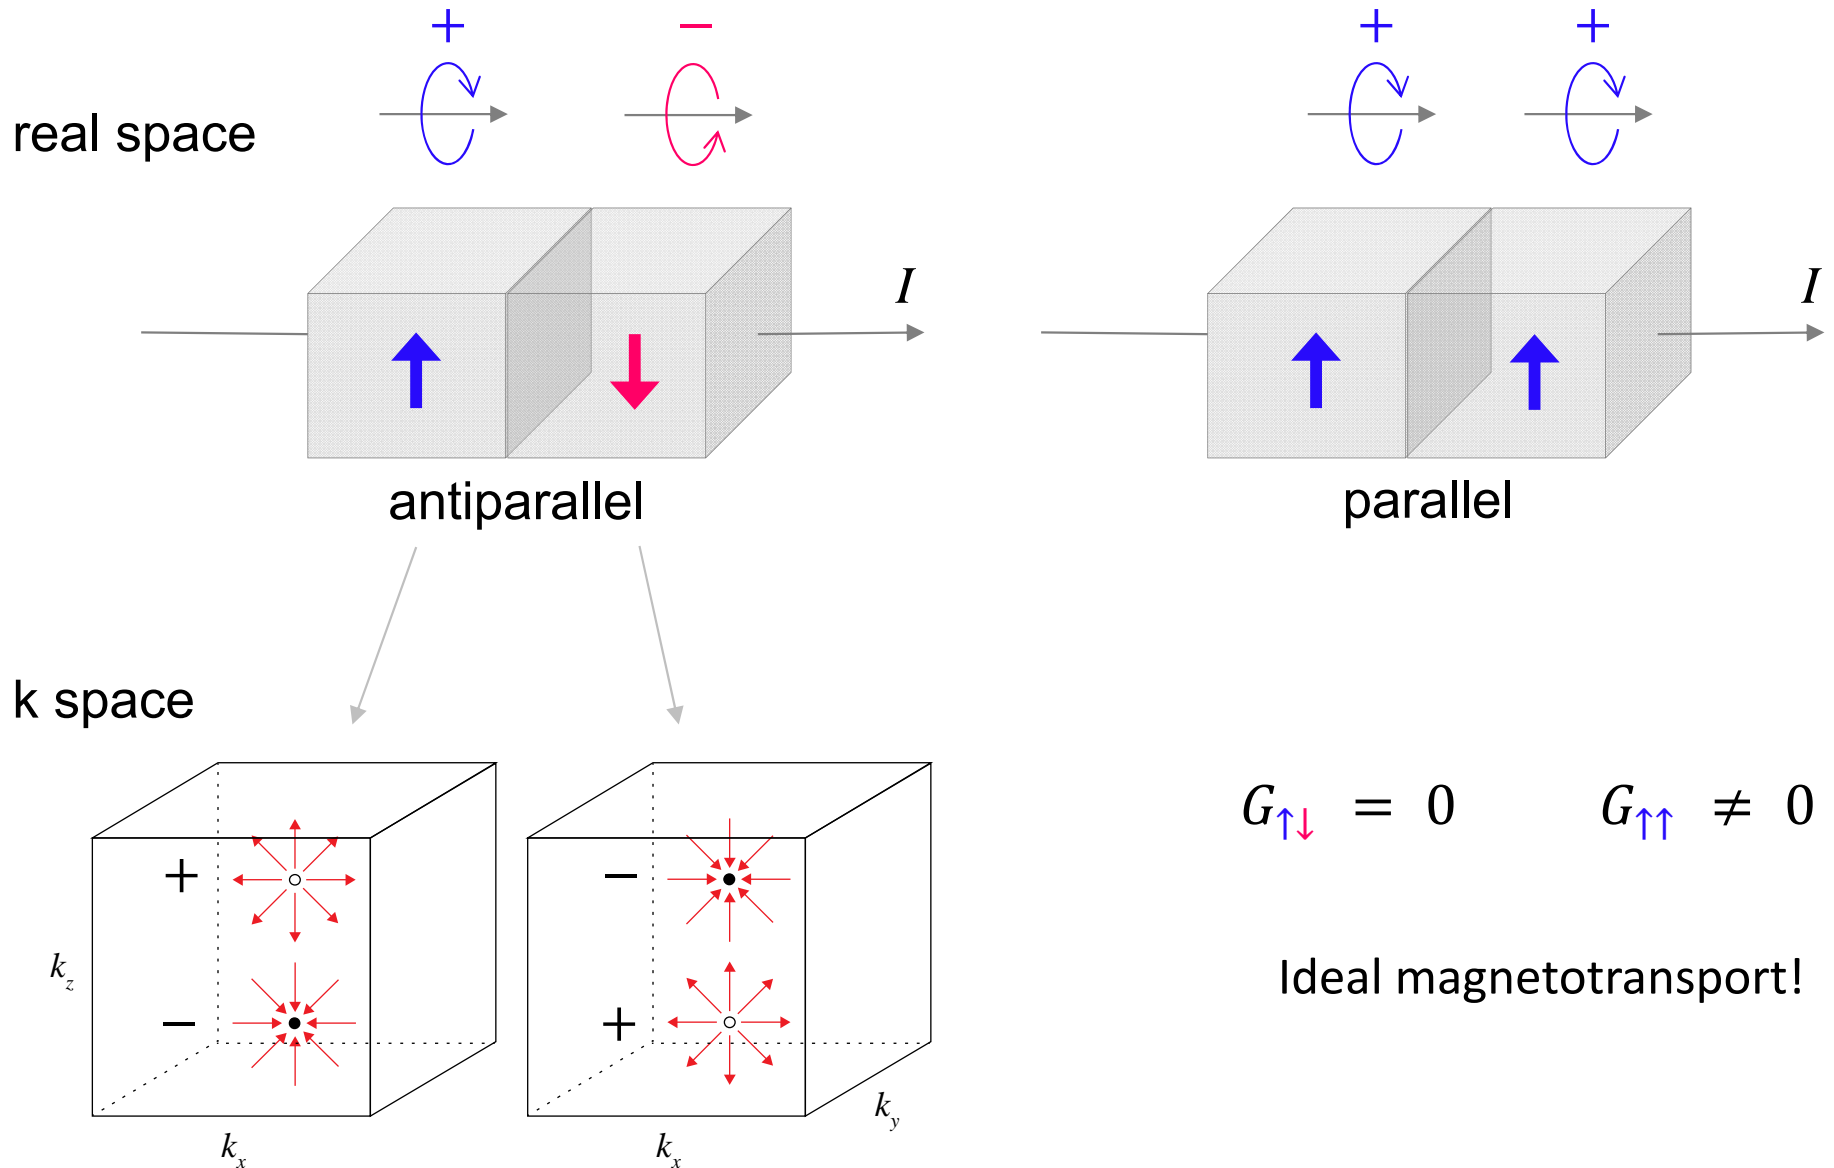 + − + +
real space
I I
antiparallel parallel
k space
G↑↓ = 0 G↑↑ ≠ 0
+ −
k_z
Ideal magnetotransport!
− +
k_y
k_x k_x